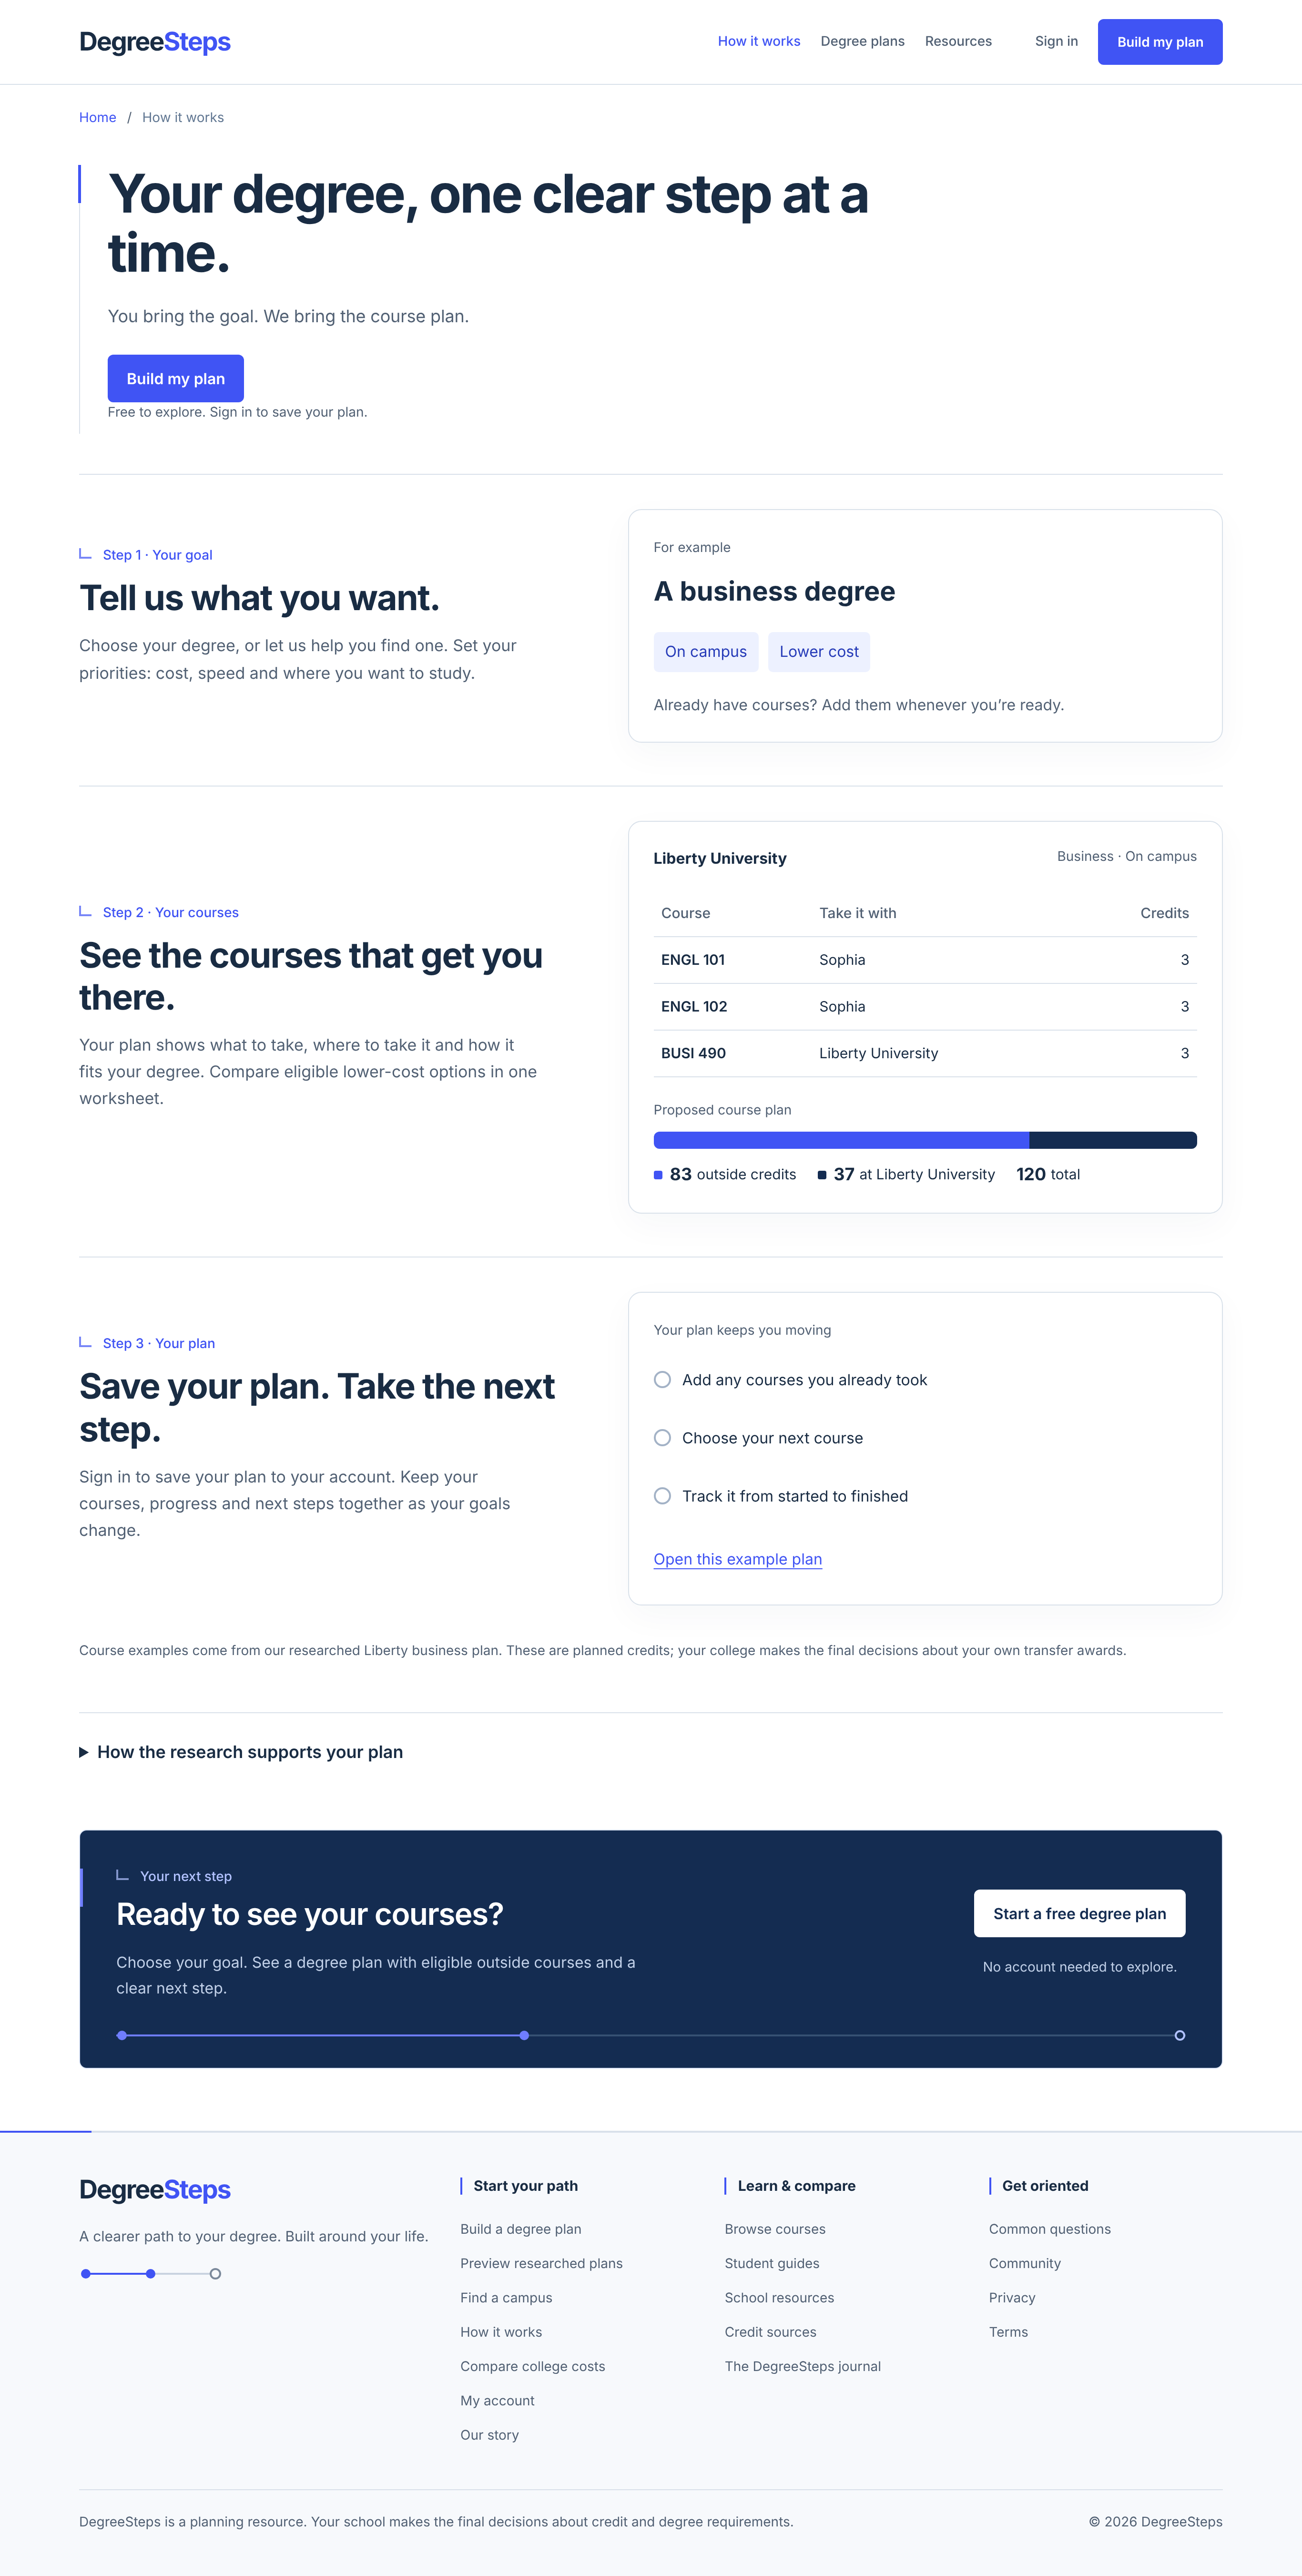 DegreeSteps
How it works Degree plans Resources Sign in Build my plan
Home / How it works
Your degree, one clear step at a
time.
You bring the goal. We bring the course plan.
Build my plan
Free to explore. Sign in to save your plan.
Step 1 · Your goal
Tell us what you want.
Choose your degree, or let us help you find one. Set your
priorities: cost, speed and where you want to study.
For example
A business degree
On campus Lower cost
Already have courses? Add them whenever you’re ready.
Step 2 · Your courses
See the courses that get you
there.
Your plan shows what to take, where to take it and how it
fits your degree. Compare eligible lower-cost options in one
worksheet.
Liberty University Business · On campus
Course Take it with Credits
ENGL 101 Sophia 3
ENGL 102 Sophia 3
BUSI 490 Liberty University 3
Proposed course plan
83 outside credits 37 at Liberty University 120 total
Step 3 · Your plan
Save your plan. Take the next
step.
Sign in to save your plan to your account. Keep your
courses, progress and next steps together as your goals
change.
Your plan keeps you moving
Add any courses you already took
Choose your next course
Track it from started to finished
Open this example plan
Course examples come from our researched Liberty business plan. These are planned credits; your college makes the final decisions about your own transfer awards.
How the research supports your plan
Your next step
Ready to see your courses?
Choose your goal. See a degree plan with eligible outside courses and a
clear next step.
Start a free degree plan
No account needed to explore.
DegreeSteps
A clearer path to your degree. Built around your life.
Start your path
Build a degree plan
Preview researched plans
Find a campus
How it works
Compare college costs
My account
Our story
Learn & compare
Browse courses
Student guides
School resources
Credit sources
The DegreeSteps journal
Get oriented
Common questions
Community
Privacy
Terms
DegreeSteps is a planning resource. Your school makes the final decisions about credit and degree requirements.
© 2026 DegreeSteps